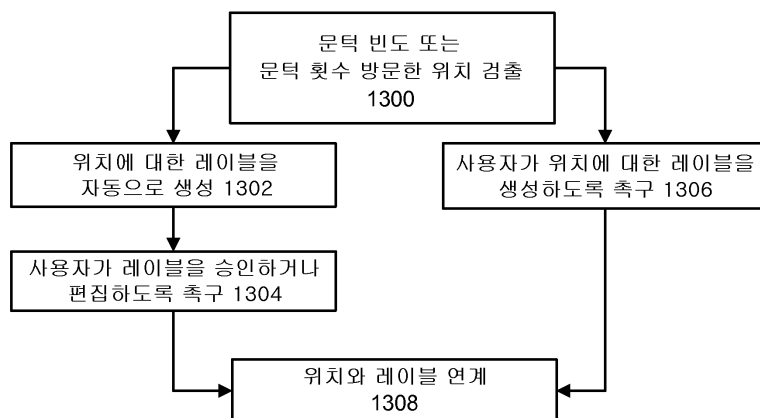 문턱 빈도 또는
문턱 횟수 방문한 위치 검출
1300
위치에 대한 레이블을
자동으로 생성 1302
사용자가 위치에 대한 레이블을
생성하도록 촉구 1306
사용자가 레이블을 승인하거나
편집하도록 촉구 1304
위치와 레이블 연계
1308